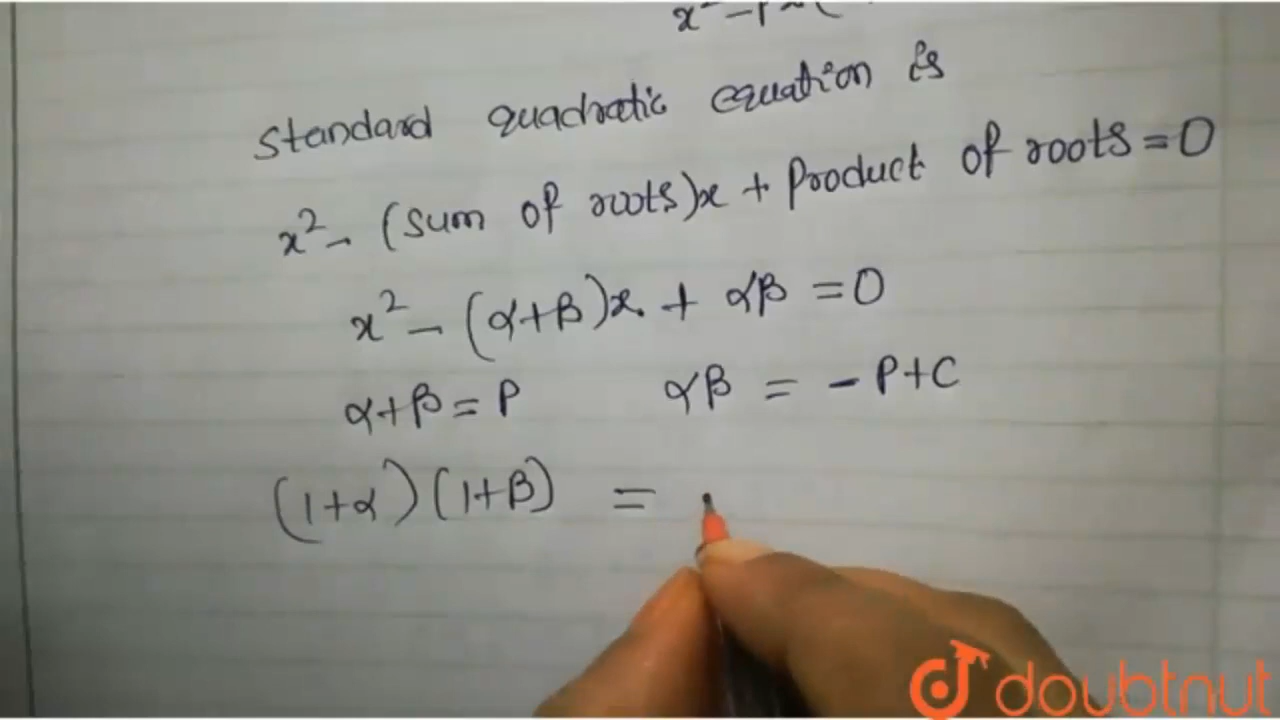 standard quadratic equation is
x² - (sum of roots)x + Product of roots = 0
x² - (α+β)x + αβ = 0
α+β = P αβ = -P+C
(1+α)(1+β) =
doubtnut